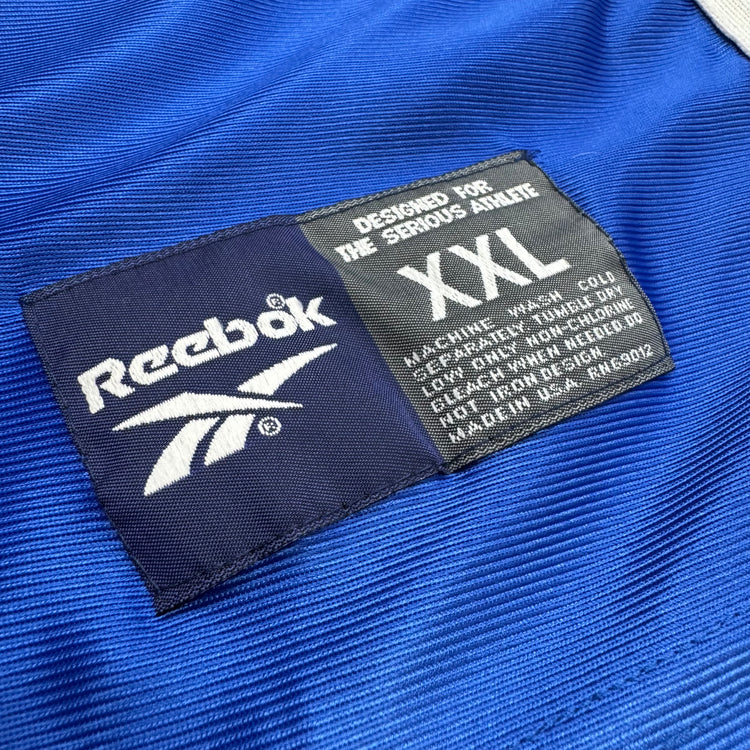 Reebok®
®
DESIGNED FOR
THE SERIOUS ATHLETE
XXL
MACHINE WASH COLD
SEPARATELY TUMBLE DRY
LOW ONLY NON-CHLORINE
BLEACH WHEN NEEDED.DO
NOT IRON DESIGN.
MADE IN U.S.A. RN69012